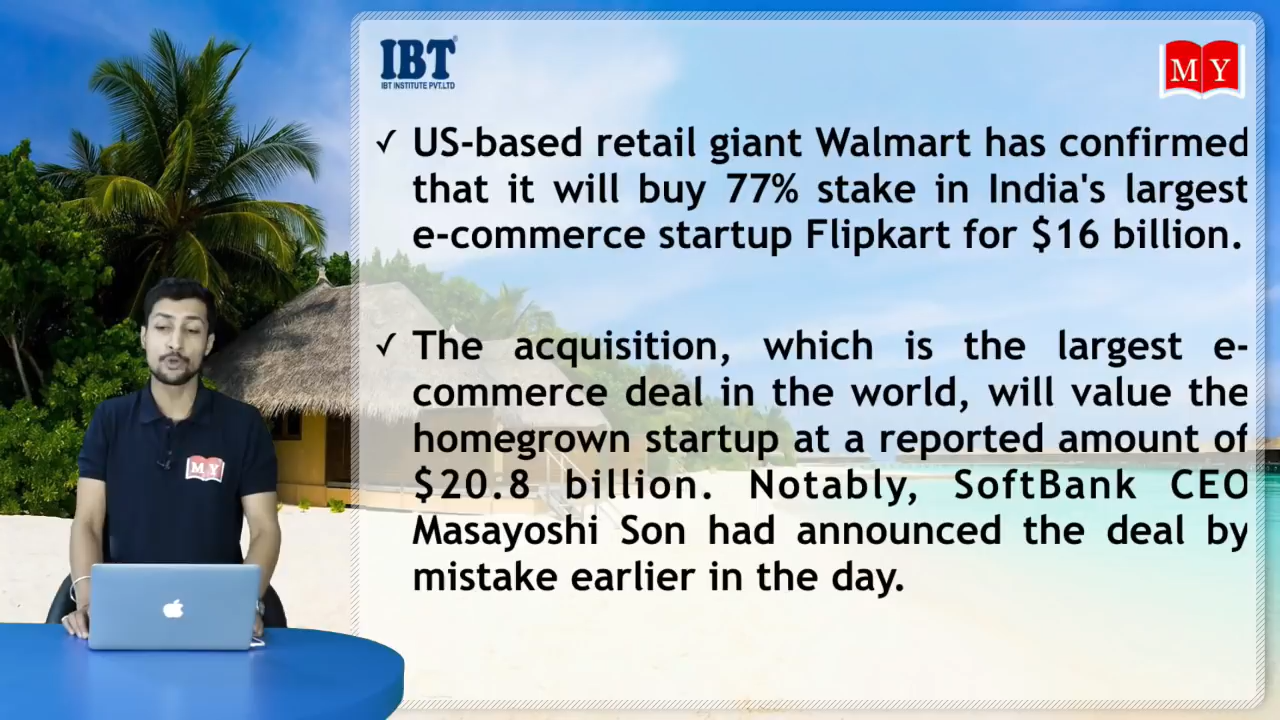 IBT
IBT INSTITUTE PVT.LTD
MY
✓ US-based retail giant Walmart has confirmed
that it will buy 77% stake in India's largest
e-commerce startup Flipkart for $16 billion.
✓ The acquisition, which is the largest e-
commerce deal in the world, will value the
homegrown startup at a reported amount of
$20.8 billion. Notably, SoftBank CEO
Masayoshi Son had announced the deal by
mistake earlier in the day.
MY